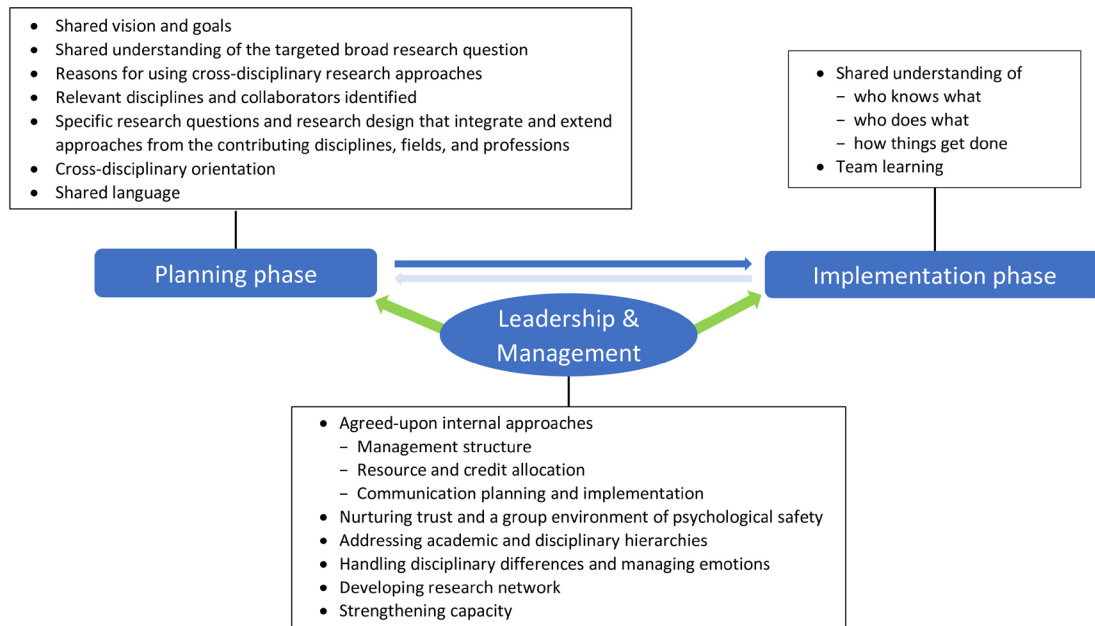 • Shared vision and goals
• Shared understanding of the targeted broad research question
• Reasons for using cross-disciplinary research approaches
• Relevant disciplines and collaborators identified
• Specific research questions and research design that integrate and extend
approaches from the contributing disciplines, fields, and professions
• Cross-disciplinary orientation
• Shared language
• Shared understanding of
− who knows what
− who does what
− how things get done
• Team learning
Planning phase
Implementation phase
Leadership &
Management
• Agreed-upon internal approaches
− Management structure
− Resource and credit allocation
− Communication planning and implementation
• Nurturing trust and a group environment of psychological safety
• Addressing academic and disciplinary hierarchies
• Handling disciplinary differences and managing emotions
• Developing research network
• Strengthening capacity